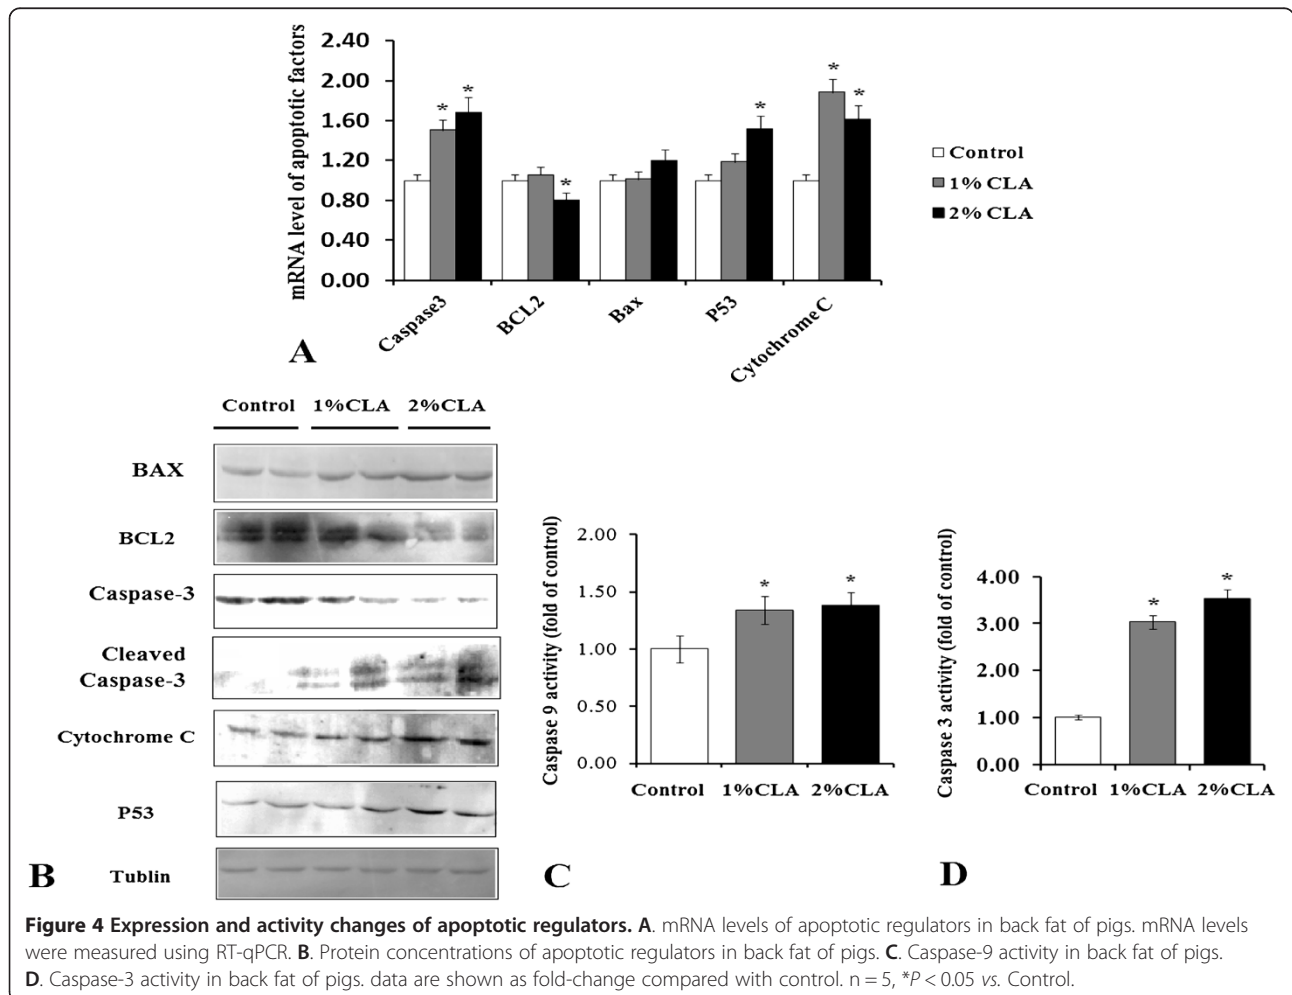 2.40
2.00
1.60
1.20
0.80
0.40
0.00
mRNA level of apoptotic factors
* * * * * *
Control
1% CLA
2% CLA
Caspase3 BCL2 Bax P53 Cytochrome C
A
Control 1%CLA 2%CLA
BAX
BCL2
Caspase-3
Cleaved
Caspase-3
Cytochrome C
P53
Tublin
B
Caspase 9 activity (fold of control)
2.00
1.50
1.00
0.50
0.00
* *
Control 1%CLA 2%CLA
C
Caspase 3 activity (fold of control)
4.00
3.00
2.00
1.00
0.00
* *
Control 1%CLA 2%CLA
D
Figure 4 Expression and activity changes of apoptotic regulators. A. mRNA levels of apoptotic regulators in back fat of pigs. mRNA levels
were measured using RT-qPCR. B. Protein concentrations of apoptotic regulators in back fat of pigs. C. Caspase-9 activity in back fat of pigs.
D. Caspase-3 activity in back fat of pigs. data are shown as fold-change compared with control. n = 5, *P < 0.05 vs. Control.